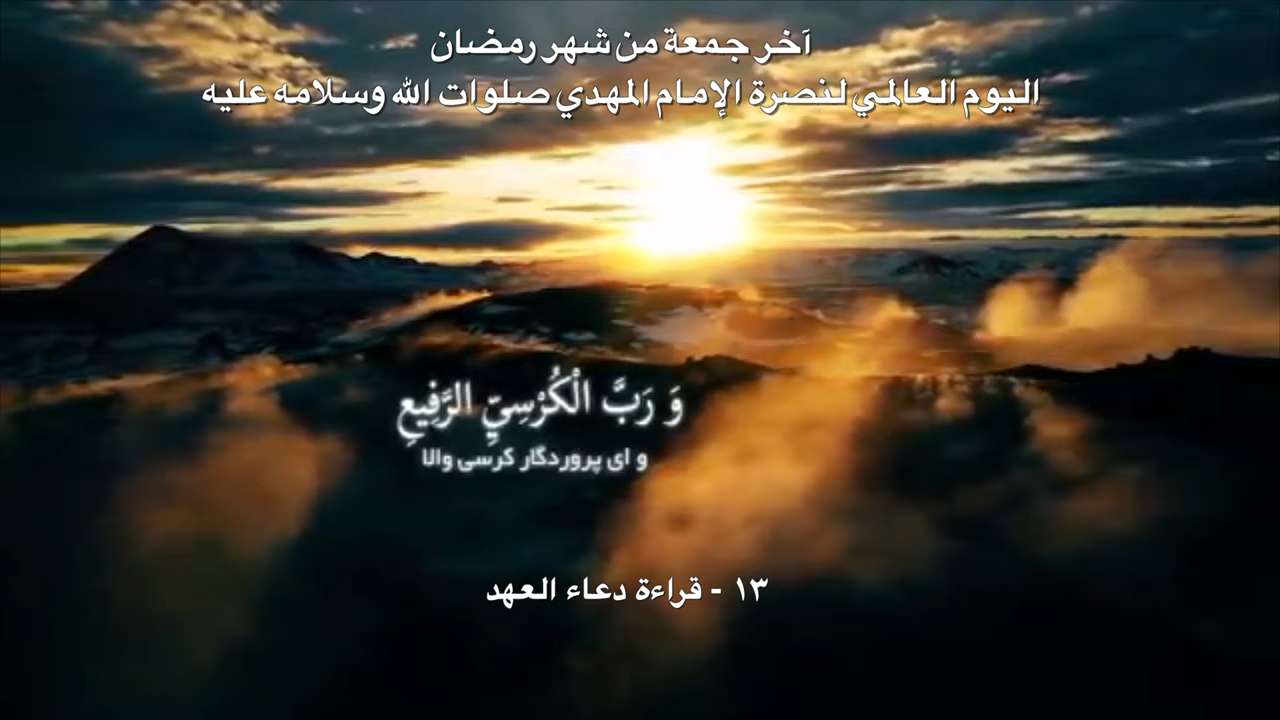 آخر جمعة من شهر رمضان
اليوم العالمي لنصرة الإمام المهدي صلوات الله وسلامه عليه
وَ رَبَّ الْكُرْسِيِّ الرَّفِيعِ
و ای پروردگار کرسی والا
١٣ - قراءة دعاء العهد